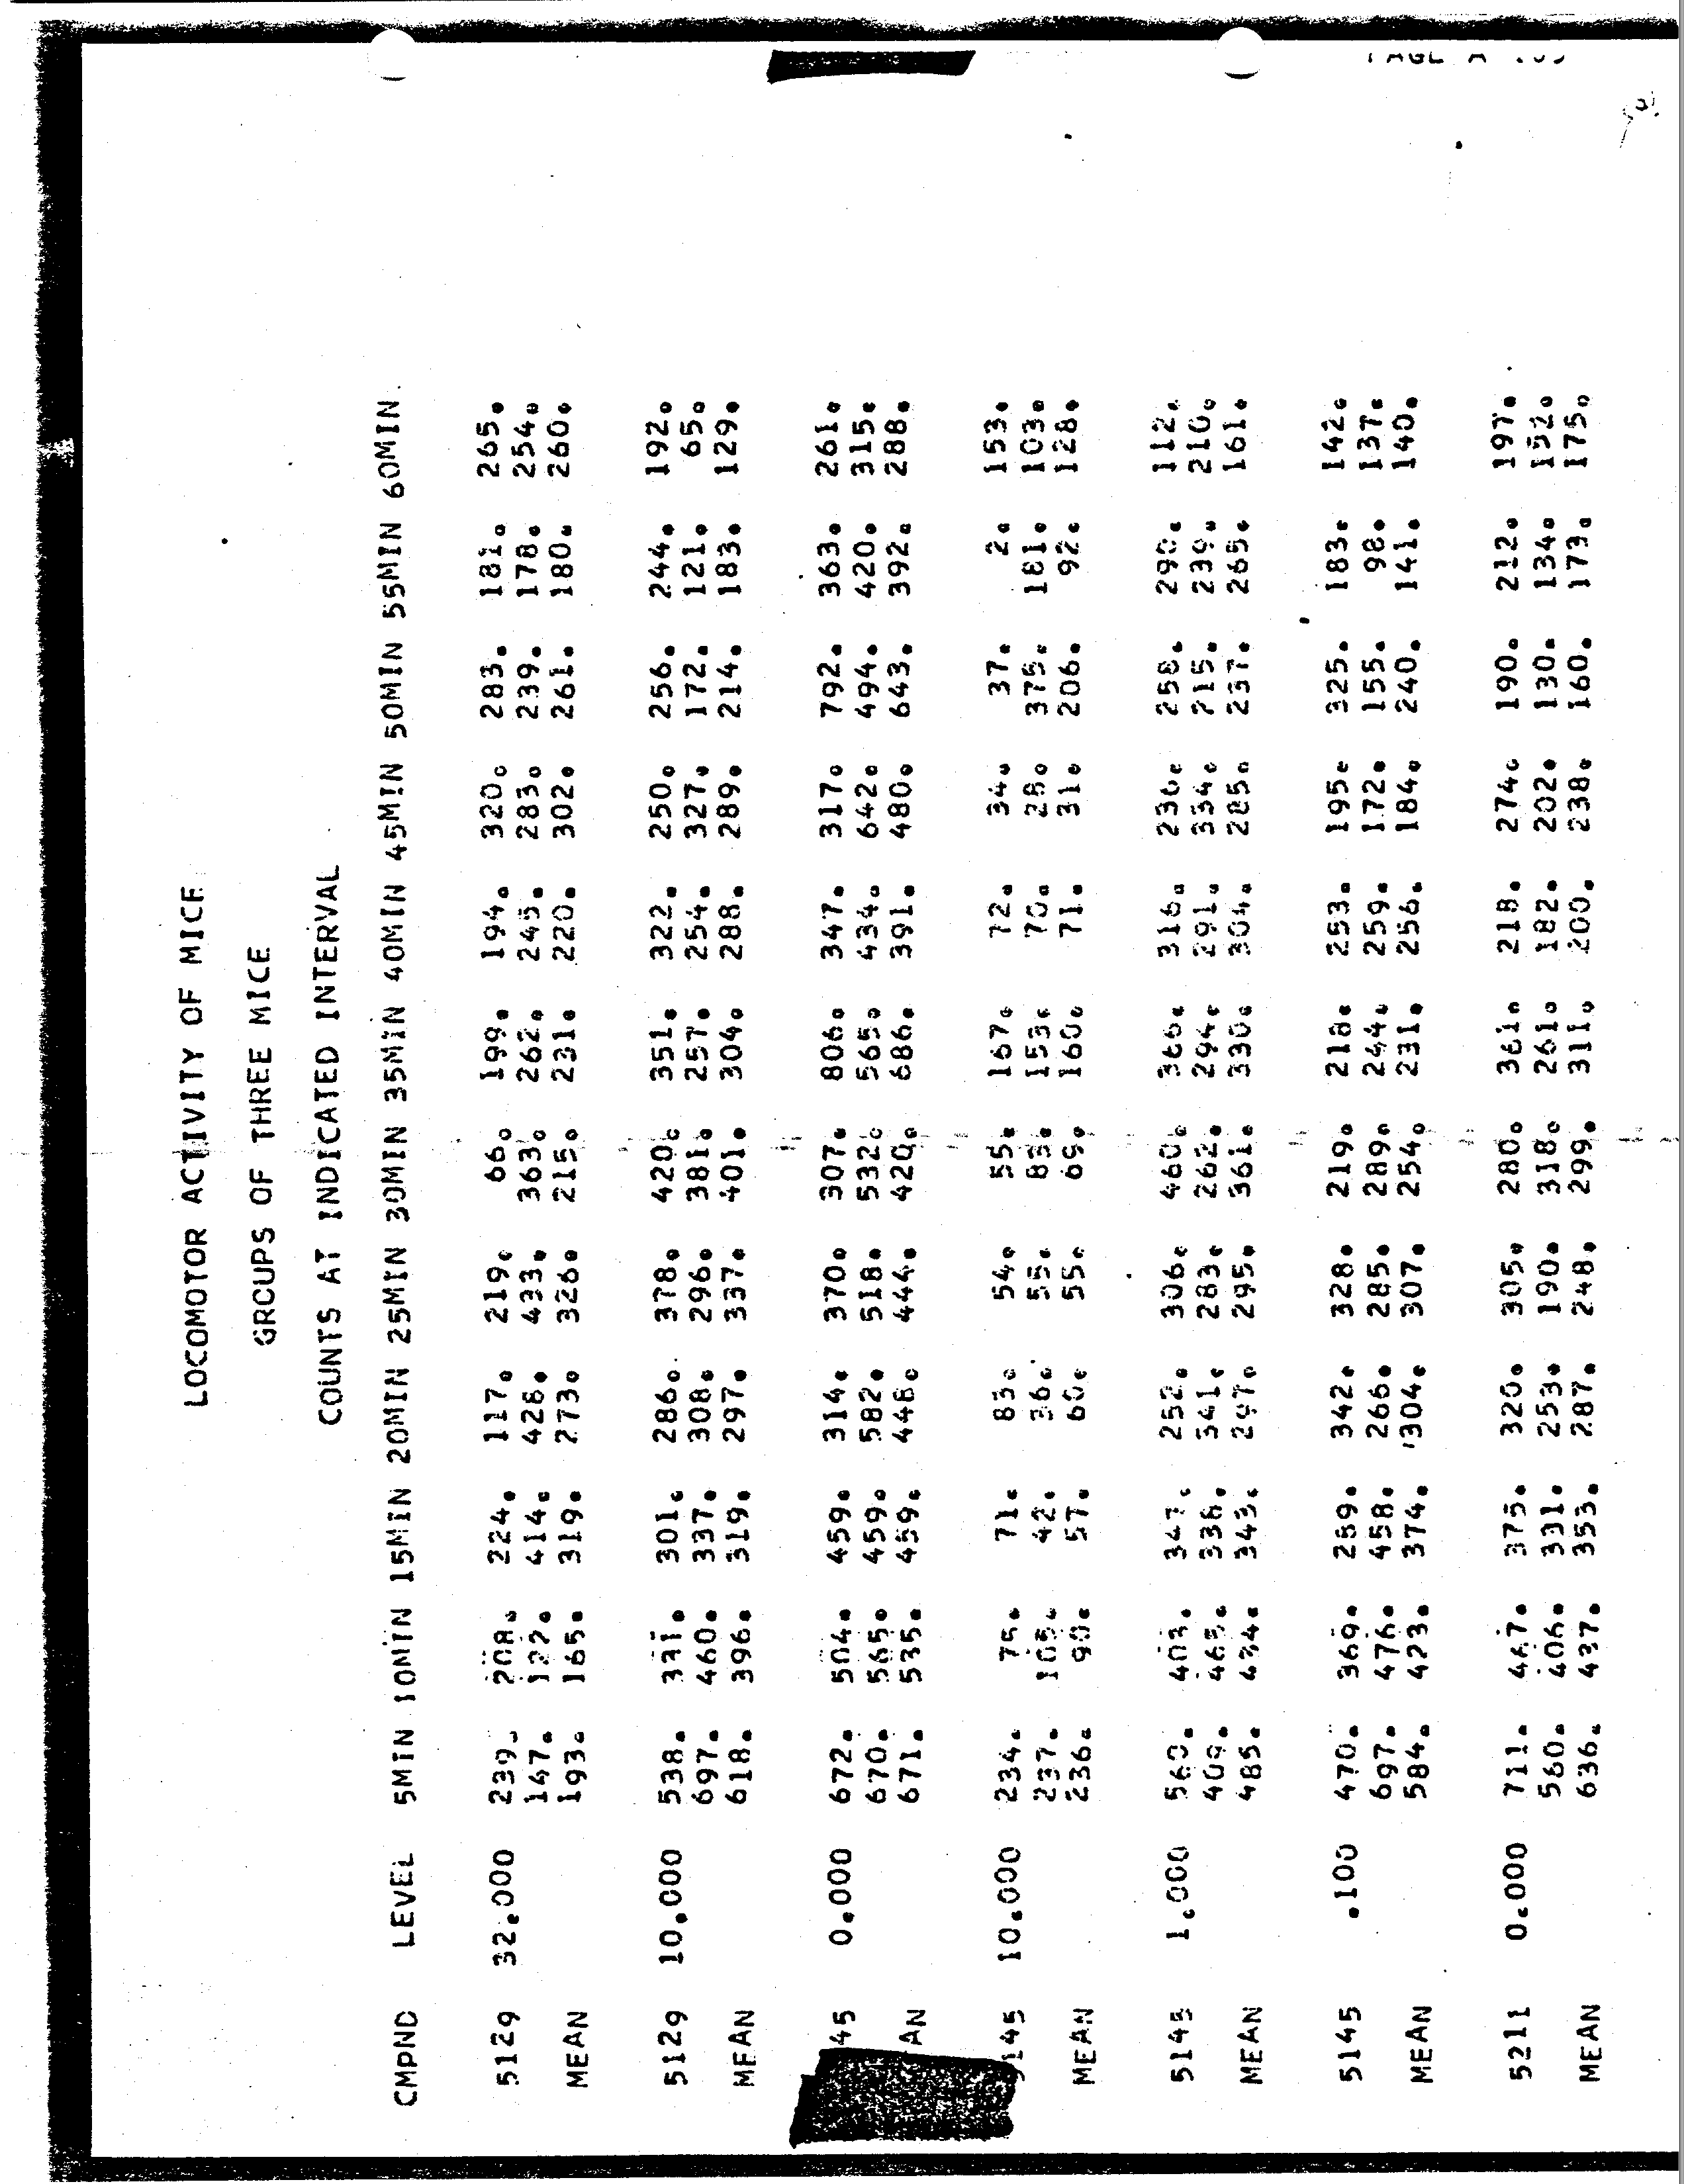 LOCOMOTOR ACTIVITY OF MICE
GROUPS OF THREE MICE
COUNTS AT INDICATED INTERVAL
CMPND LEVEL 5MIN 10MIN 15MIN 20MIN 25MIN 30MIN 35MIN 40MIN 45MIN 50MIN 55MIN 60MIN
5129 32.000 239. 208. 224. 117. 219. 66. 199. 194. 320. 283. 181. 265.
147. 122. 414. 428. 433. 363. 262. 245. 283. 239. 178. 254.
MEAN 193. 165. 319. 273. 326. 215. 231. 220. 302. 261. 180. 260.
5129 10.000 538. 331. 301. 286. 378. 420. 351. 322. 250. 256. 244. 192.
697. 460. 337. 308. 296. 381. 257. 254. 327. 172. 121. 65.
MEAN 618. 396. 319. 297. 337. 401. 304. 288. 289. 214. 183. 129.
45 0.000 672. 504. 459. 314. 370. 307. 806. 347. 317. 792. 363. 261.
670. 565. 459. 582. 518. 532. 565. 434. 642. 494. 420. 315.
AN 671. 535. 459. 448. 444. 420. 686. 391. 480. 643. 392. 288.
5145 10.000 234. 75. 71. 83. 54. 55. 167. 72. 34. 37. 2. 153.
237. 105. 42. 36. 55. 83. 153. 70. 28. 375. 181. 103.
MEAN 236. 90. 57. 60. 55. 69. 160. 71. 31. 206. 92. 128.
5145 1.000 560. 403. 347. 252. 306. 460. 366. 316. 236. 258. 290. 112.
409. 465. 338. 341. 283. 262. 294. 291. 334. 215. 239. 210.
MEAN 485. 434. 343. 297. 295. 361. 330. 304. 285. 237. 265. 161.
5145 .100 470. 369. 289. 342. 328. 219. 218. 253. 195. 325. 183. 142.
697. 476. 458. 266. 285. 289. 244. 259. 172. 155. 98. 137.
MEAN 584. 423. 374. 304. 307. 254. 231. 256. 184. 240. 141. 140.
5211 0.000 711. 467. 375. 320. 305. 280. 361. 218. 274. 190. 212. 197.
560. 406. 331. 253. 190. 318. 261. 182. 202. 130. 134. 152.
MEAN 636. 437. 353. 287. 248. 299. 311. 200. 238. 160. 173. 175.